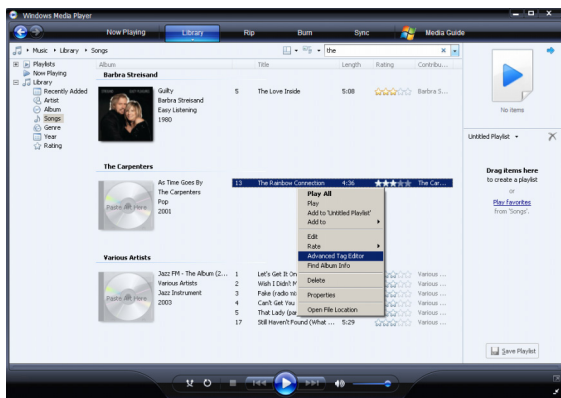 Windows Media Player
Now Playing Library Rip Burn Sync Media Guide
Music Library Songs the
Playlists
Now Playing
Library
Recently Added
Artist
Album
Songs
Genre
Year
Rating
Album Title Length Rating Contribu...
Barbra Streisand
Guilty 5 The Love Inside 5:08 Barbra S...
Barbra Streisand
Easy Listening
1980
The Carpenters
As Time Goes By 13 The Rainbow Connection 4:36 The Car...
The Carpenters
Pop
2001
Paste Art Here
Play All
Play
Add to 'Untitled Playlist'
Add to
Edit
Rate
Advanced Tag Editor
Find Album Info
Delete
Properties
Open File Location
Various Artists
Jazz FM - The Album (2... 1 Let's Get It On Various ...
Various Artists 2 Wish I Didn't Various ...
Jazz Instrument 3 Fake (radio Various ...
2003 4 Can't Get You Various ...
5 That Lady Various ...
17 Still Haven't Found (What ... 5:29 Various ...
Paste Art Here
No items
Untitled Playlist
Drag items here
to create a playlist
or
Play favorites
from 'Songs'.
Save Playlist